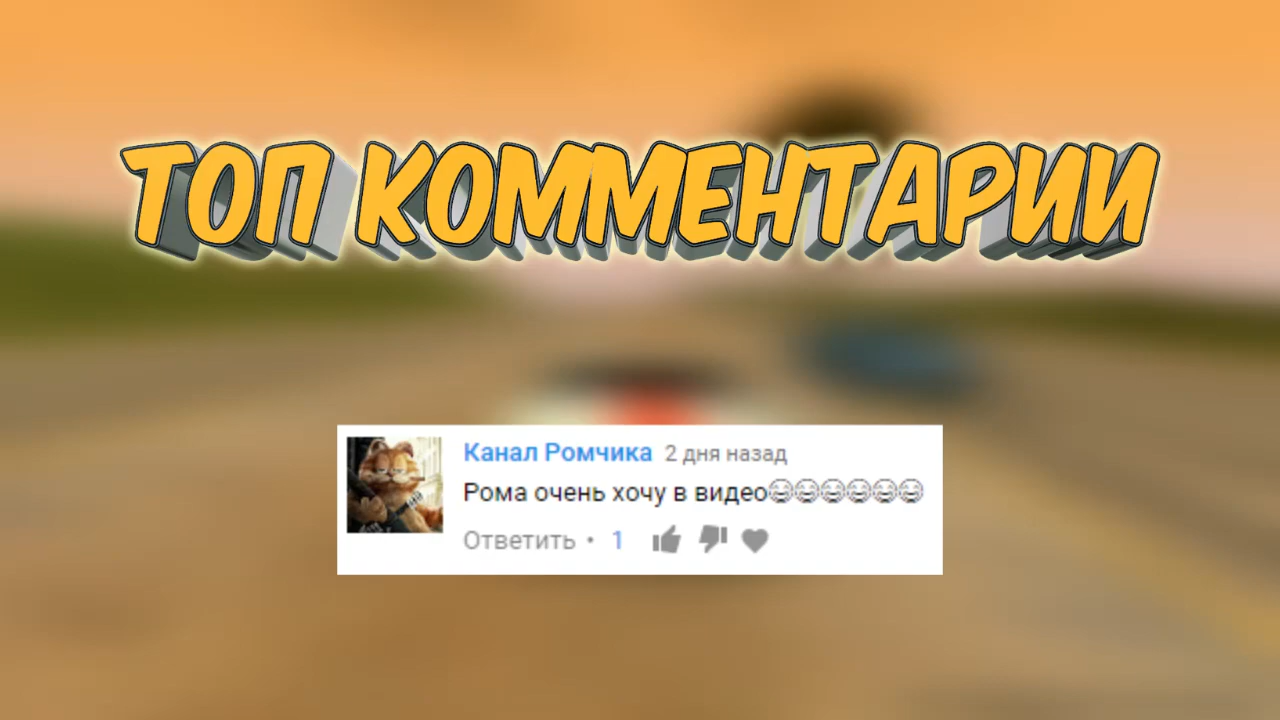 ТОП КОММЕНТАРИИ
Канал Ромчика 2 дня назад
Рома очень хочу в видео😂😂😂😂😂😂
Ответить • 1